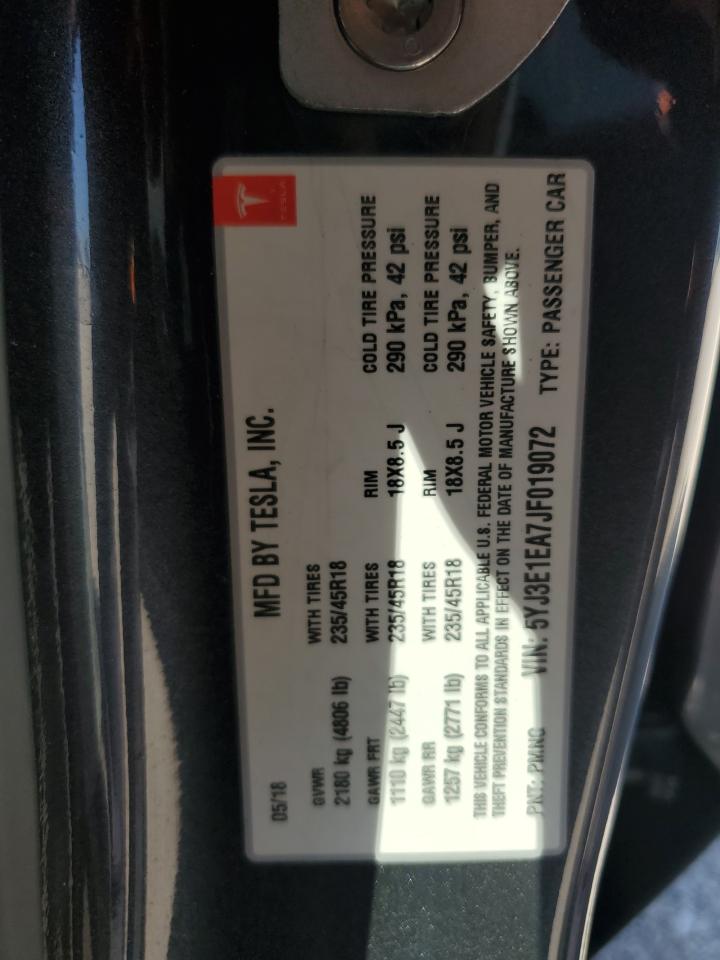 TESLA
MFD BY TESLA, INC.
05/18
GVWR WITH TIRES
2180 kg (4806 lb) 235/45R18
GAWR FRT WITH TIRES RIM COLD TIRE PRESSURE
1110 kg (2447 lb) 235/45R18 18X8.5 J 290 kPa, 42 psi
GAWR RR WITH TIRES RIM COLD TIRE PRESSURE
1257 kg (2771 lb) 235/45R18 18X8.5 J 290 kPa, 42 psi
THIS VEHICLE CONFORMS TO ALL APPLICABLE U.S. FEDERAL MOTOR VEHICLE SAFETY, BUMPER, AND
THEFT PREVENTION STANDARDS IN EFFECT ON THE DATE OF MANUFACTURE SHOWN ABOVE.
PNT: PMNG VIN: 5YJ3E1EA7JF019072 TYPE: PASSENGER CAR